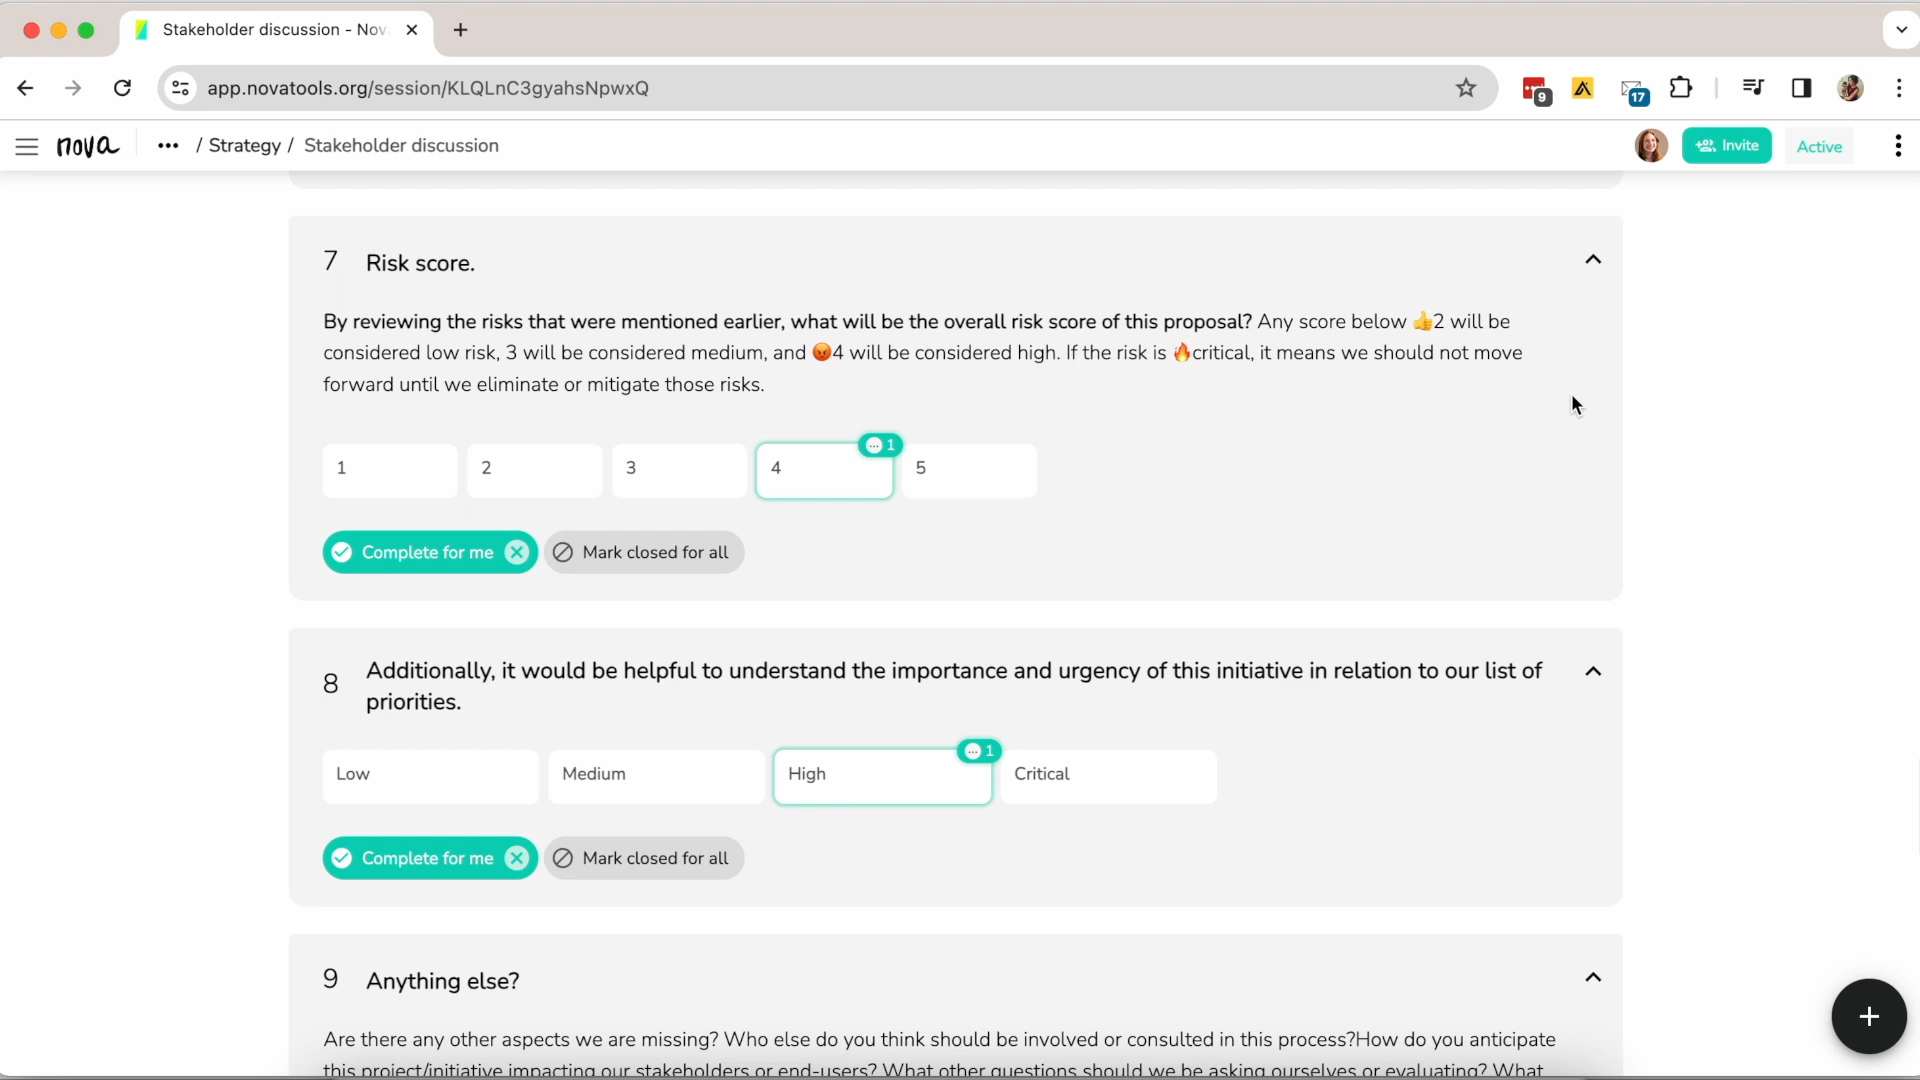 Stakeholder discussion - Nov
app.novatools.org/session/KLQLnC3gyahsNpwxQ
9
17
nova
••• / Strategy / Stakeholder discussion
Invite
Active
7 Risk score.
By reviewing the risks that were mentioned earlier, what will be the overall risk score of this proposal? Any score below 👍2 will be
considered low risk, 3 will be considered medium, and 😡4 will be considered high. If the risk is 🔥critical, it means we should not move
forward until we eliminate or mitigate those risks.
1
1 2 3 4 5
Complete for me Mark closed for all
8 Additionally, it would be helpful to understand the importance and urgency of this initiative in relation to our list of
priorities.
1
Low Medium High Critical
Complete for me Mark closed for all
9 Anything else?
Are there any other aspects we are missing? Who else do you think should be involved or consulted in this process?How do you anticipate
this project/initiative impacting our stakeholders or end-users? What other questions should we be asking ourselves or evaluating? What